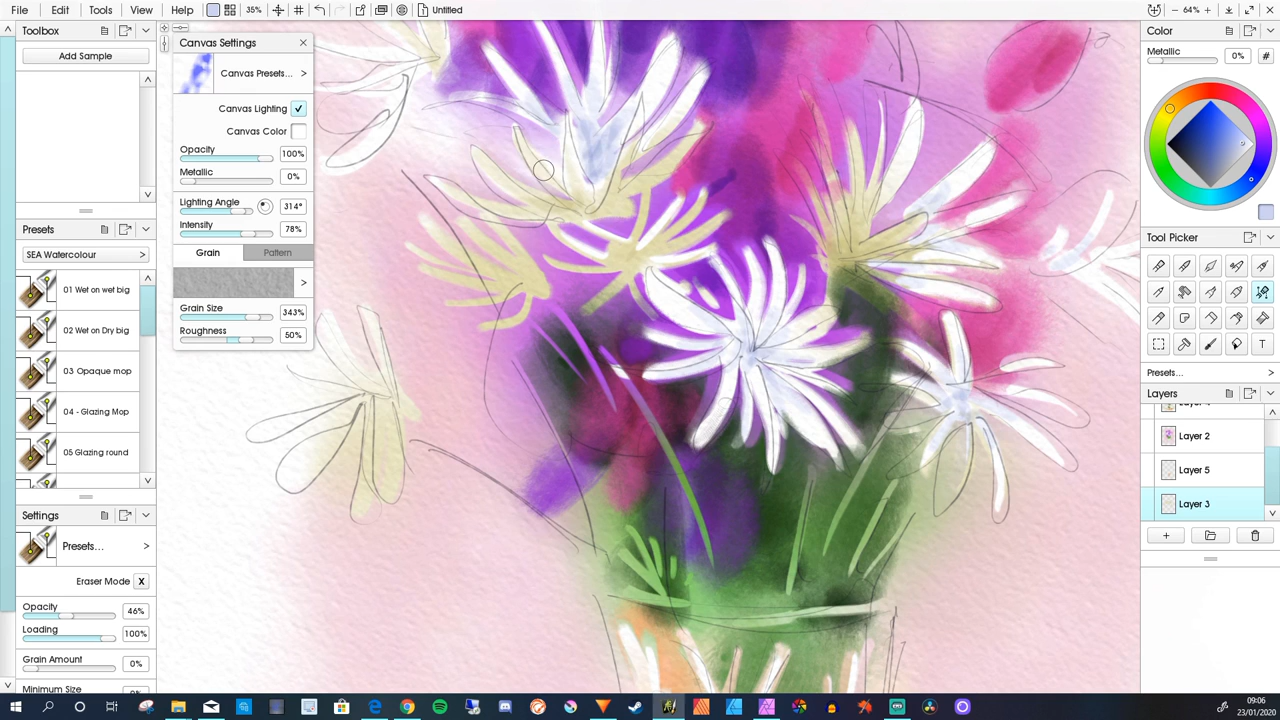 File Edit Tools View Help 35% Untitled 64%
Toolbox
Add Sample
Presets
SEA Watercolour >
01 Wet on wet big
02 Wet on Dry big
03 Opaque mop
04 - Glazing Mop
05 Glazing round
Settings
Presets... >
Eraser Mode X
Opacity 46%
Loading 100%
Grain Amount 0%
Minimum Size
Canvas Settings
Canvas Presets... >
Canvas Lighting
Canvas Color
Opacity 100%
Metallic 0%
Lighting Angle 314°
Intensity 78%
Grain Pattern
Grain Size 343%
Roughness 50%
Color
Metallic
0% #
Tool Picker
T
Presets... >
Layers
Layer 2
Layer 5
Layer 3
09:06
23/01/2020